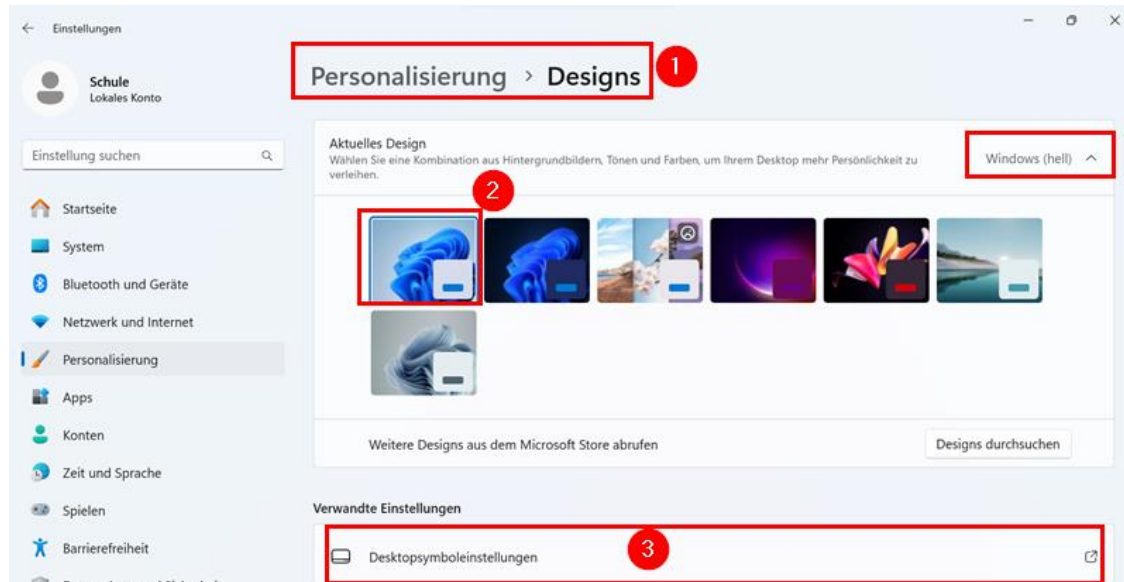 Einstellungen
Schule
Lokales Konto
Einstellung suchen
Startseite
System
Bluetooth und Geräte
Netzwerk und Internet
Personalisierung
Apps
Konten
Zeit und Sprache
Spielen
Barrierefreiheit
Personalisierung > Designs
1
Aktuelles Design
Wählen Sie eine Kombination aus Hintergrundbildern, Tönen und Farben, um Ihrem Desktop mehr Persönlichkeit zu
verleihen.
Windows (hell)
2
Weitere Designs aus dem Microsoft Store abrufen
Designs durchsuchen
Verwandte Einstellungen
Desktopsymboleinstellungen
3